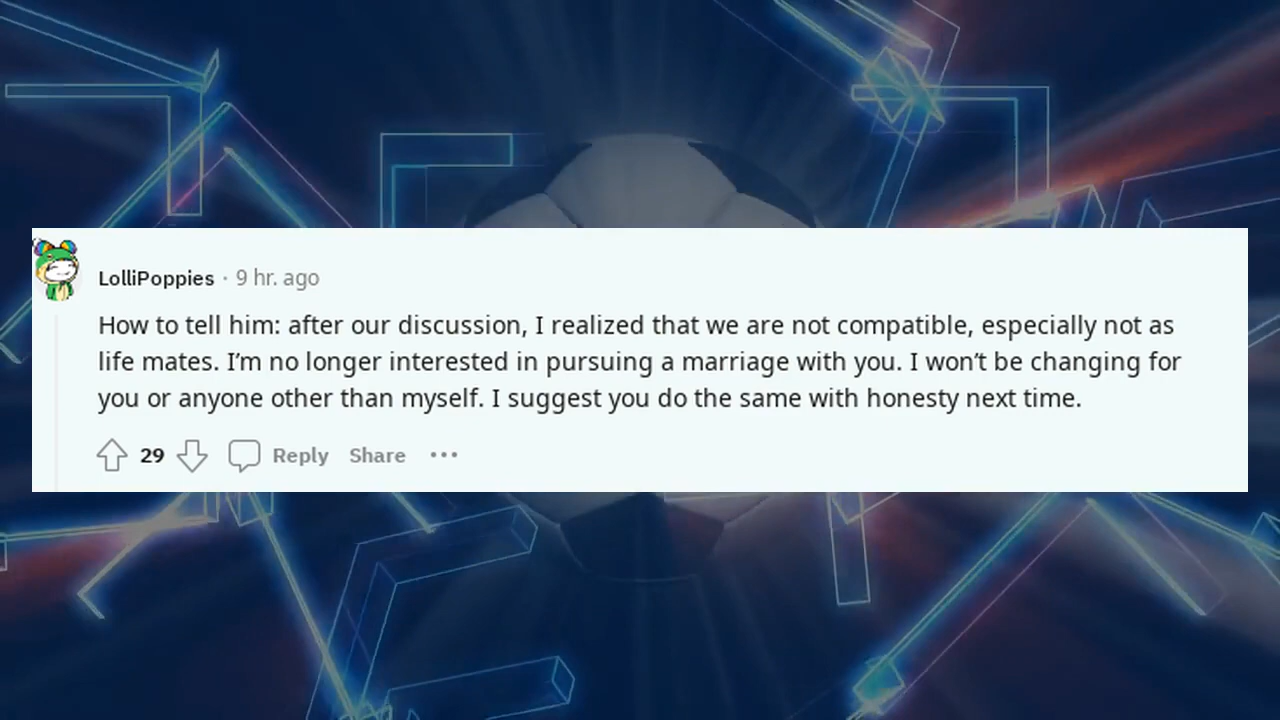 LolliPoppies · 9 hr. ago
How to tell him: after our discussion, I realized that we are not compatible, especially not as
life mates. I’m no longer interested in pursuing a marriage with you. I won’t be changing for
you or anyone other than myself. I suggest you do the same with honesty next time.
29 Reply Share •••